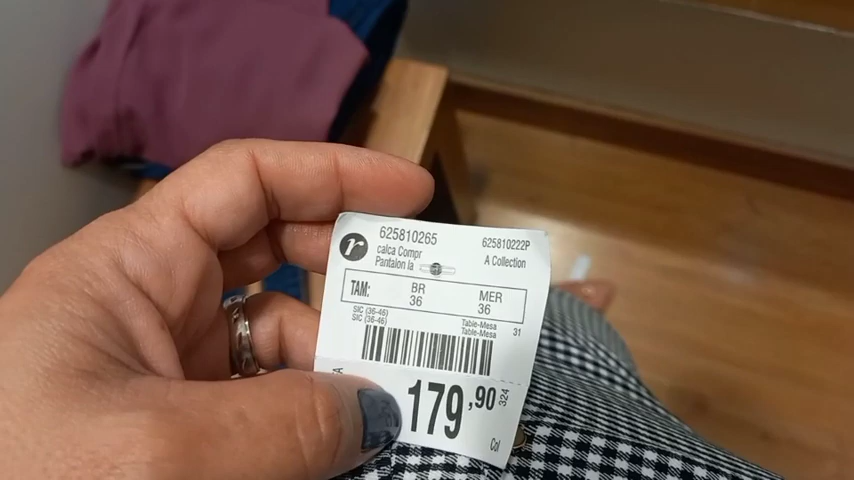 r
625810265
625810222P
calca Compr
Pantalon la
A Collection
TAM: BR MER
36 36
SIC (36-46)
SIC (36-46)
Table-Mesa
Table-Mesa
31
179,90
324
Col